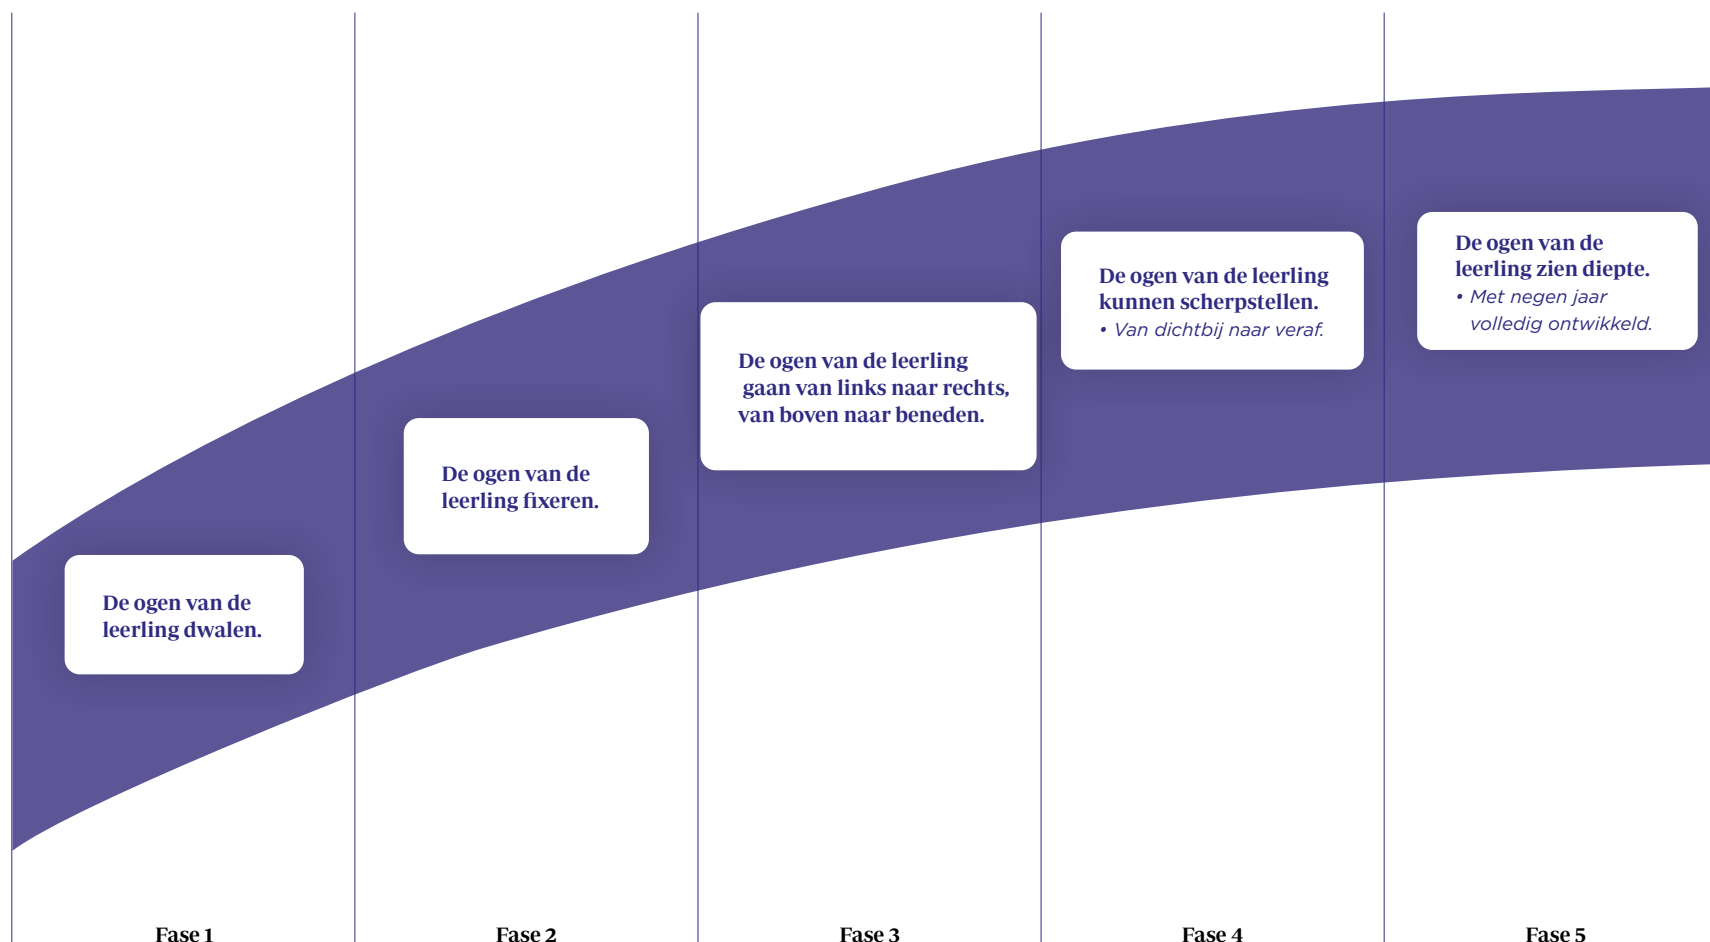 De ogen van de
leerling dwalen.
De ogen van de
leerling fixeren.
De ogen van de leerling
gaan van links naar rechts,
van boven naar beneden.
De ogen van de leerling
kunnen scherpstellen.
• Van dichtbij naar veraf.
De ogen van de
leerling zien diepte.
• Met negen jaar
volledig ontwikkeld.
Fase 1
Fase 2
Fase 3
Fase 4
Fase 5